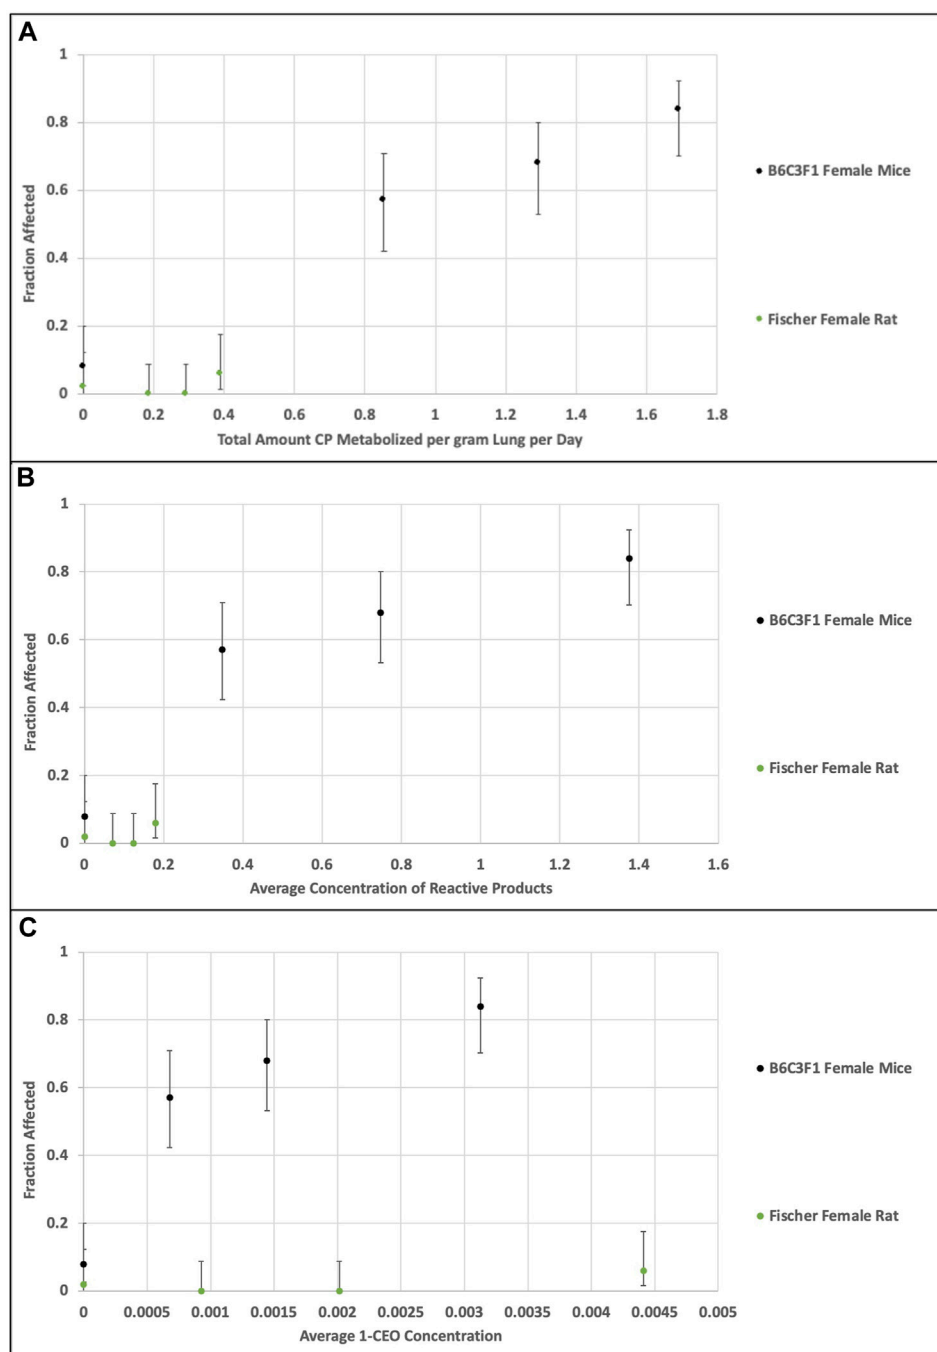 A
1
0.8
B6C3F1 Female Mice
0.6
Fraction Affected
0.4
Fischer Female Rat
0.2
0
0 0.2 0.4 0.6 0.8 1 1.2 1.4 1.6 1.8
Total Amount CP Metabolized per gram Lung per Day
B
1
0.8
B6C3F1 Female Mice
0.6
Fraction Affected
0.4
Fischer Female Rat
0.2
0
0 0.2 0.4 0.6 0.8 1 1.2 1.4 1.6
Average Concentration of Reactive Products
C
1
0.8
B6C3F1 Female Mice
0.6
Fraction Affected
0.4
Fischer Female Rat
0.2
0
0 0.0005 0.001 0.0015 0.002 0.0025 0.003 0.0035 0.004 0.0045 0.005
Average 1-CEO Concentration